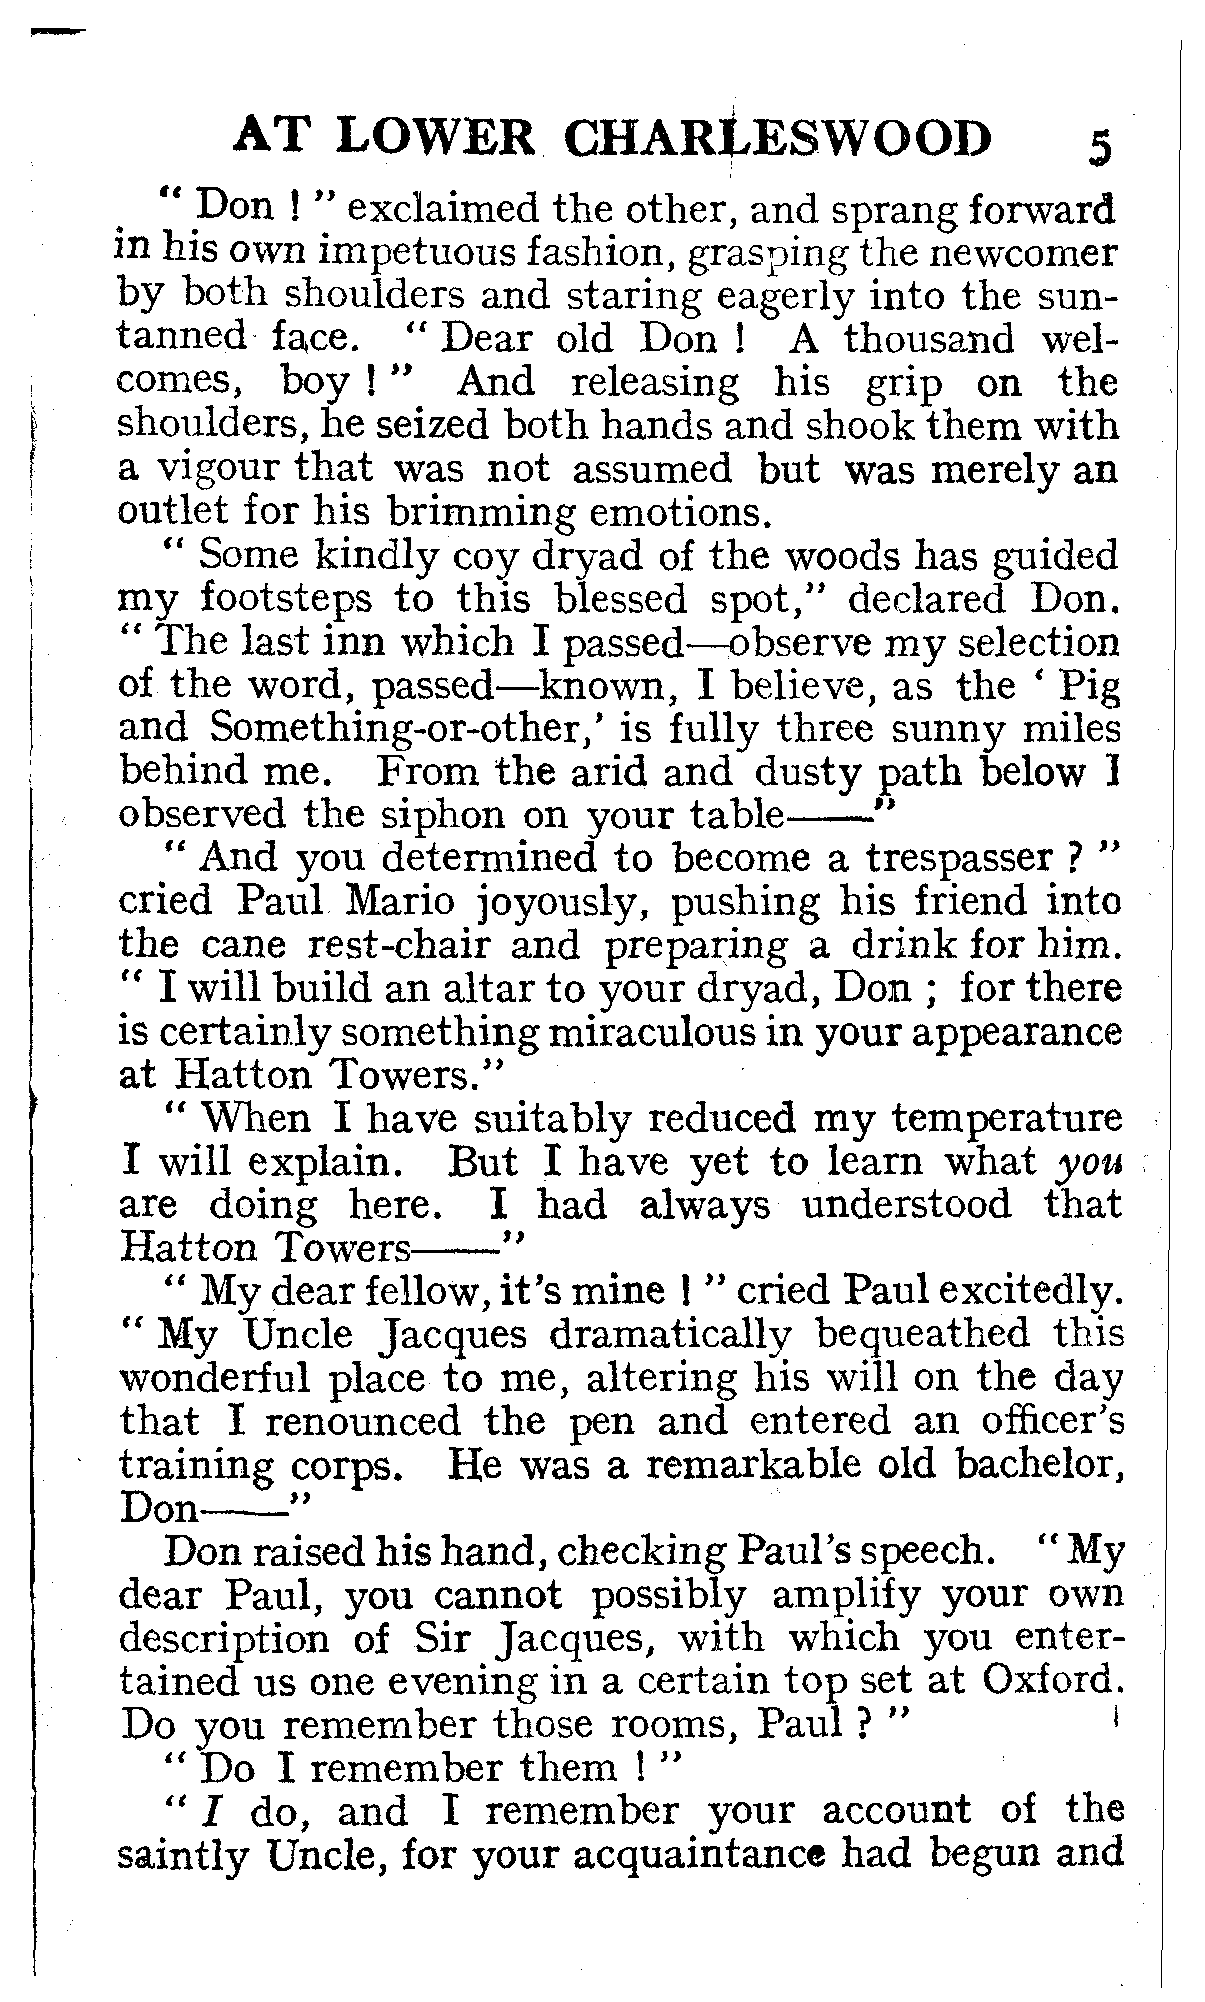 AT LOWER CHARLESWOOD 5
“ Don ! ” exclaimed the other, and sprang forward
in his own impetuous fashion, grasping the newcomer
by both shoulders and staring eagerly into the sun-
tanned face. “ Dear old Don ! A thousand wel-
comes, boy ! ” And releasing his grip on the
shoulders, he seized both hands and shook them with
a vigour that was not assumed but was merely an
outlet for his brimming emotions.
“ Some kindly coy dryad of the woods has guided
my footsteps to this blessed spot,” declared Don.
“ The last inn which I passed—observe my selection
of the word, passed—known, I believe, as the ‘ Pig
and Something-or-other,’ is fully three sunny miles
behind me. From the arid and dusty path below I
observed the siphon on your table——”
“ And you determined to become a trespasser ? ”
cried Paul Mario joyously, pushing his friend into
the cane rest-chair and preparing a drink for him.
“ I will build an altar to your dryad, Don ; for there
is certainly something miraculous in your appearance
at Hatton Towers.”
“ When I have suitably reduced my temperature
I will explain. But I have yet to learn what you
are doing here. I had always understood that
Hatton Towers——”
“ My dear fellow, it’s mine ! ” cried Paul excitedly.
“ My Uncle Jacques dramatically bequeathed this
wonderful place to me, altering his will on the day
that I renounced the pen and entered an officer’s
training corps. He was a remarkable old bachelor,
Don——”
Don raised his hand, checking Paul’s speech. “ My
dear Paul, you cannot possibly amplify your own
description of Sir Jacques, with which you enter-
tained us one evening in a certain top set at Oxford.
Do you remember those rooms, Paul ? ”
“ Do I remember them ! ”
“ I do, and I remember your account of the
saintly Uncle, for your acquaintance had begun and